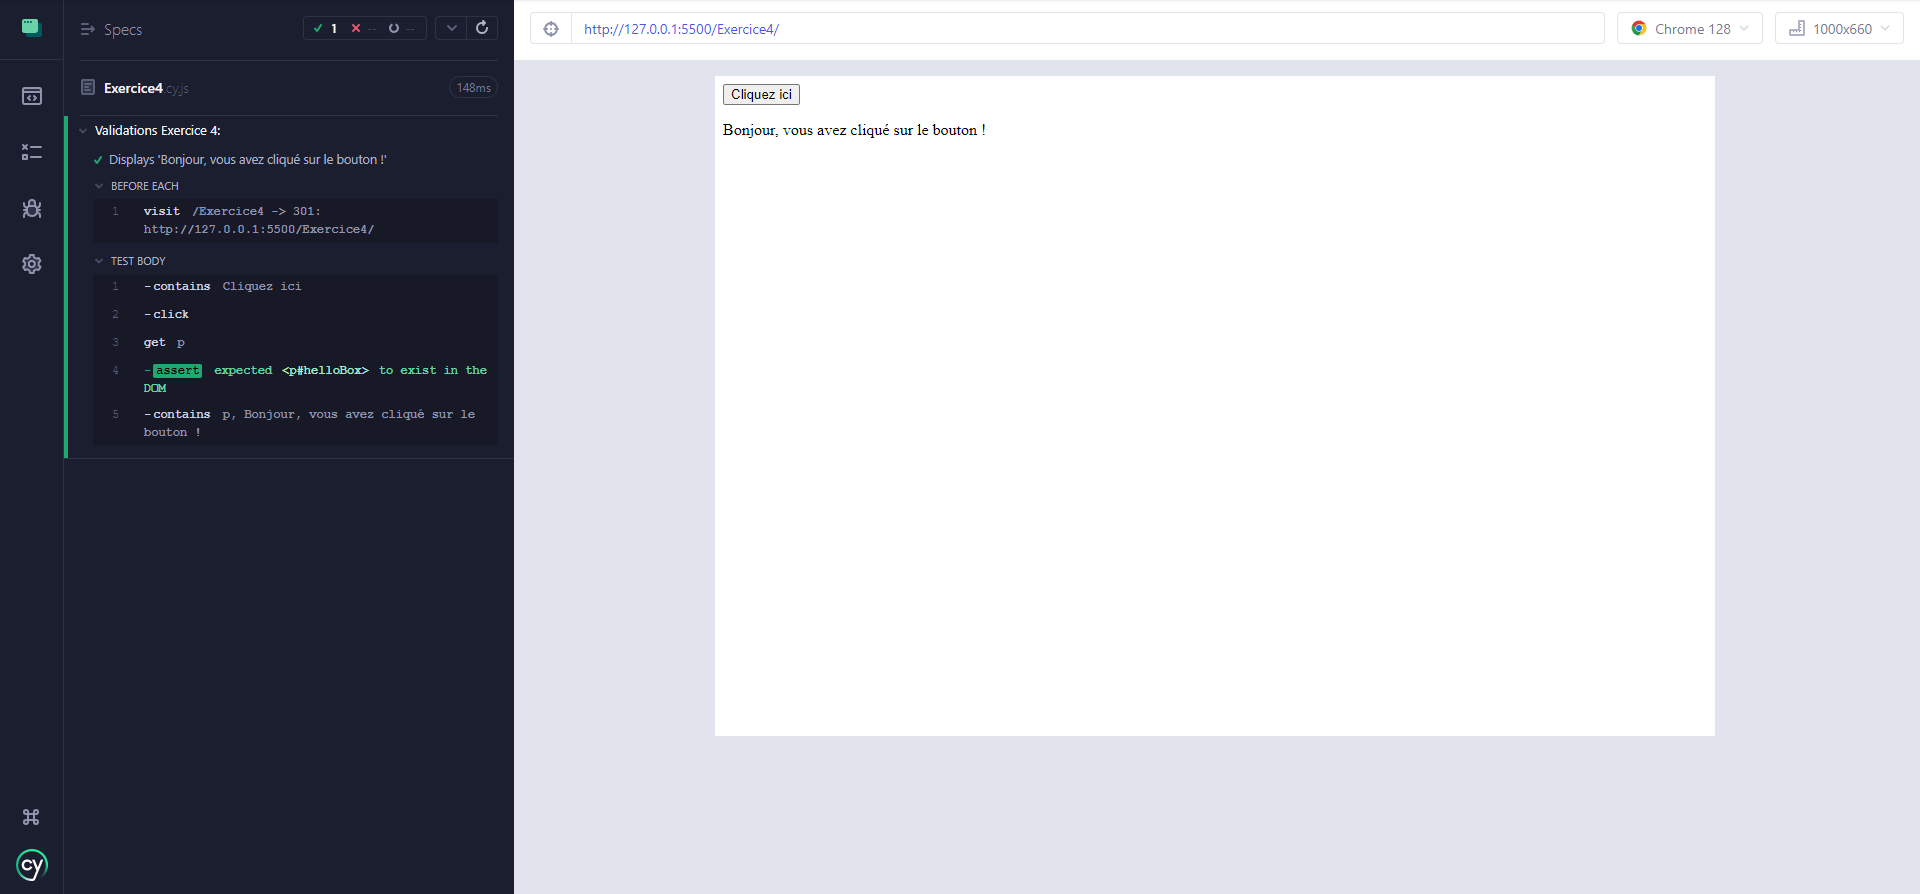 Specs
1 -- --
Exercice4.cy.js 148ms
Validations Exercice 4:
Displays 'Bonjour, vous avez cliqué sur le bouton !'
BEFORE EACH
1 visit /Exercice4 -> 301:
http://127.0.0.1:5500/Exercice4/
TEST BODY
1 -contains Cliquez ici
2 -click
3 get p
4 -assert expected <p#helloBox> to exist in the
DOM
5 -contains p, Bonjour, vous avez cliqué sur le
bouton !
cy
http://127.0.0.1:5500/Exercice4/
Chrome 128
1000x660
Cliquez ici
Bonjour, vous avez cliqué sur le bouton !